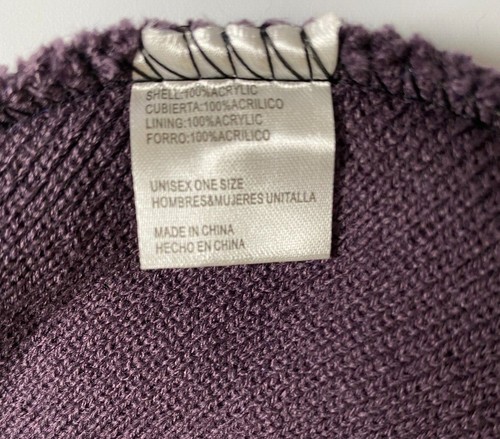 SHELL:100%ACRYLIC
CUBIERTA:100%ACRILICO
LINING:100%ACRYLIC
FORRO:100%ACRILICO
UNISEX ONE SIZE
HOMBRES&MUJERES UNITALLA
MADE IN CHINA
HECHO EN CHINA